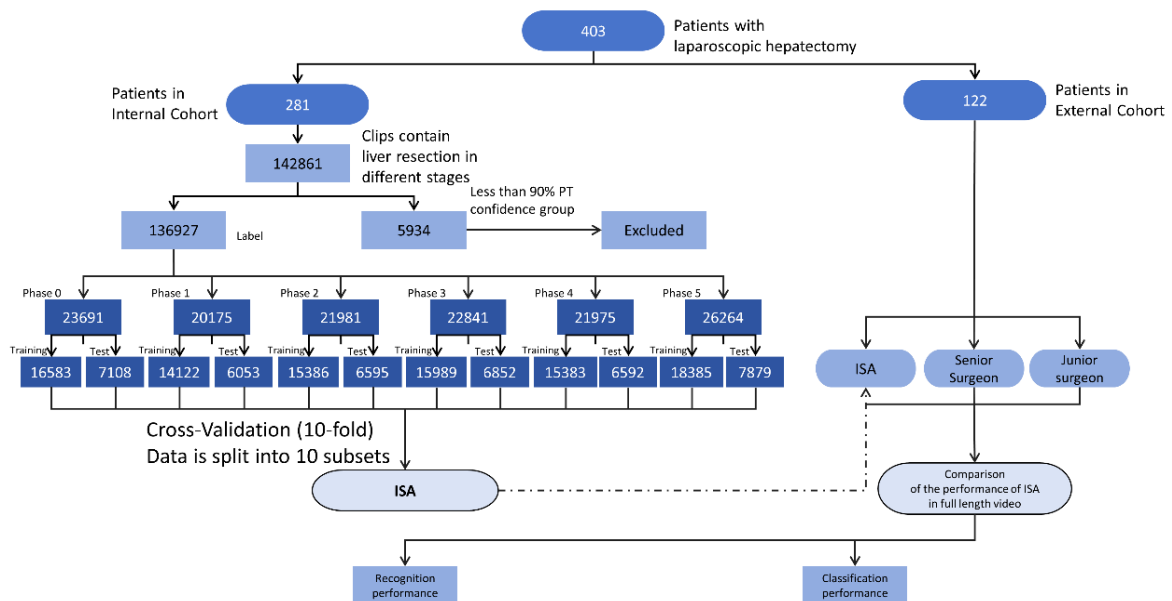 403
Patients with
laparoscopic hepatectomy
Patients in
Internal Cohort
281
122
Patients in
External Cohort
Clips contain
liver resection in
different stages
142861
Less than 90% PT
confidence group
136927
Label
5934
Excluded
Phase 0
Phase 1
Phase 2
Phase 3
Phase 4
Phase 5
23691
20175
21981
22841
21975
26264
Training
Test
Training
Test
Training
Test
Training
Test
Training
Test
Training
Test
16583
7108
14122
6053
15386
6595
15989
6852
15383
6592
18385
7879
ISA
Senior
Surgeon
Junior
surgeon
Cross-Validation (10-fold)
Data is split into 10 subsets
ISA
Comparison
of the performance of ISA
in full length video
Recognition
performance
Classification
performance